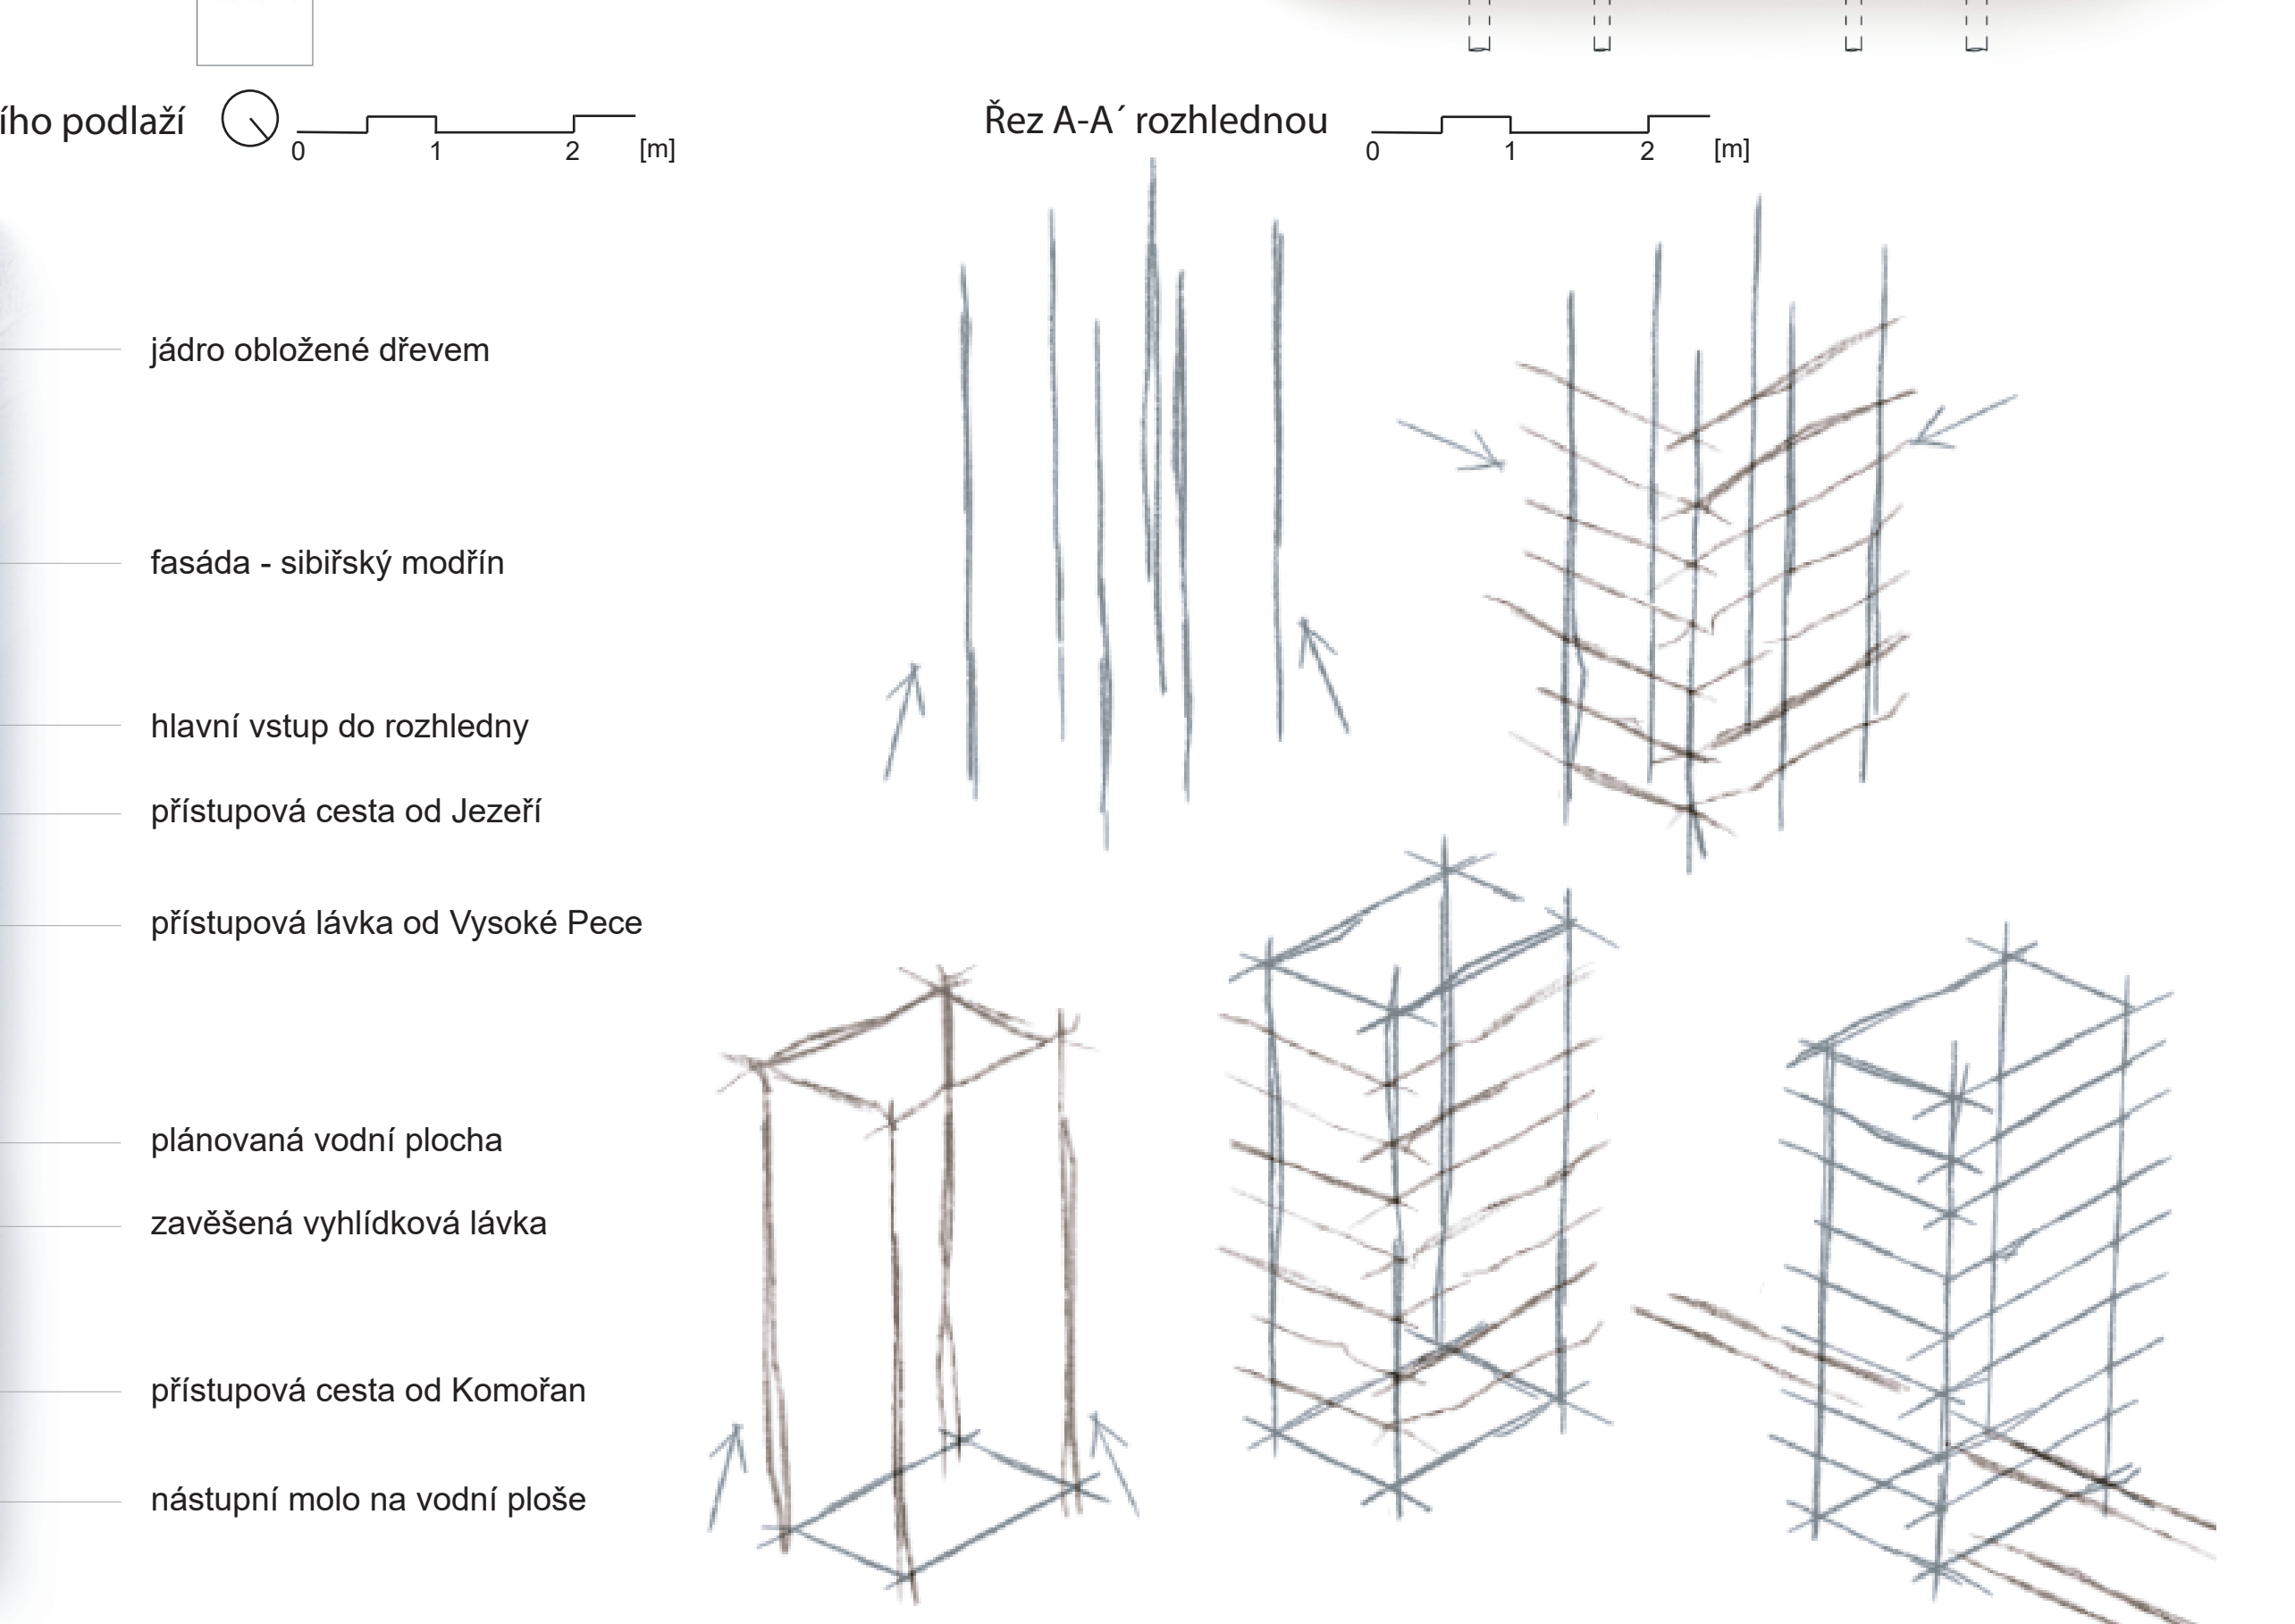 ího podlaží
0 1 2 [m]
Řez A-A´ rozhlednou
0 1 2 [m]
jádro obložené dřevem
fasáda - sibiřský modřín
hlavní vstup do rozhledny
přístupová cesta od Jezeří
přístupová lávka od Vysoké Pece
plánovaná vodní plocha
zavěšená vyhlídková lávka
přístupová cesta od Komořan
nástupní molo na vodní ploše